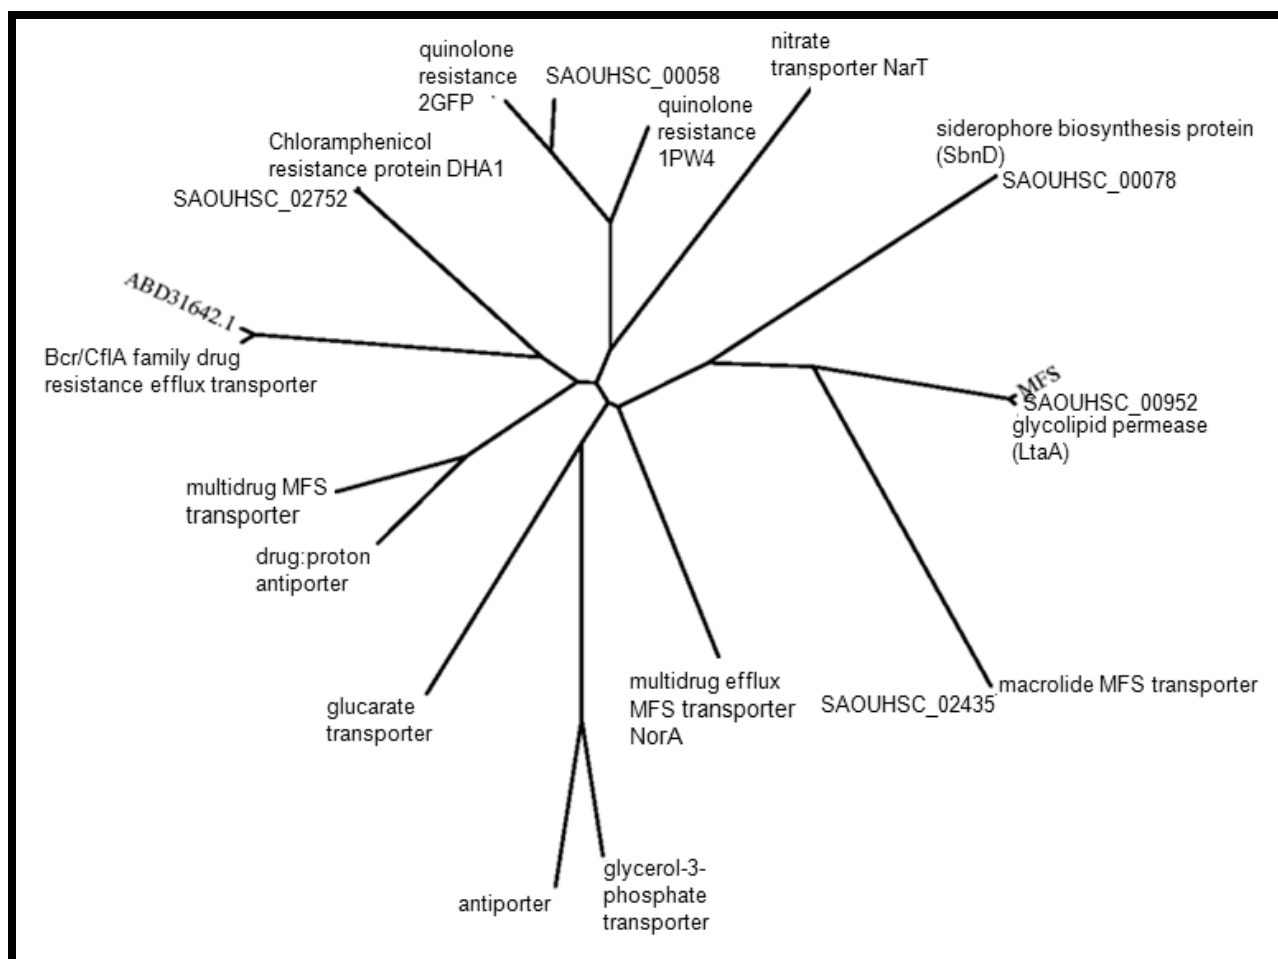 quinolone
resistance
2GFP
SAOUHSC_00058
quinolone
resistance
1PW4
nitrate
transporter NarT
siderophore biosynthesis protein
(SbnD)
SAOUHSC_00078
Chloramphenicol
resistance protein DHA1
SAOUHSC_02752
ABD31642.1
Bcr/CflA family drug
resistance efflux transporter
MFS
SAOUHSC_00952
glycolipid permease
(LtaA)
multidrug MFS
transporter
drug:proton
antiporter
glucarate
transporter
multidrug efflux
MFS transporter
NorA
macrolide MFS transporter
SAOUHSC_02435
antiporter
glycerol-3-
phosphate
transporter